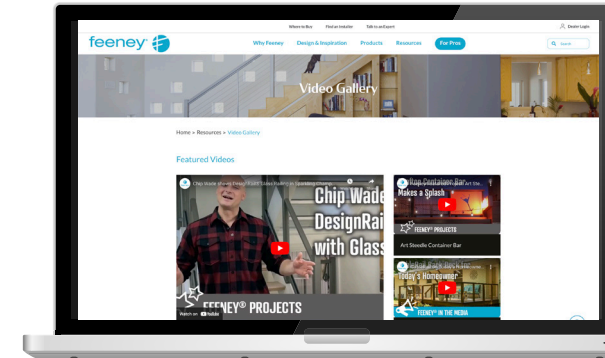 Where to Buy Find an Installer Talk to an Expert Dealer Login
feeney
Why Feeney Design & Inspiration Products Resources For Pros Search
Video Gallery
Home > Resources > Video Gallery
Featured Videos
Chip Wade
DesignRai
with Glass
FEENEY® PROJECTS
Watch on YouTube
Makes a Splash
FEENEY® PROJECTS
Art Steedle Container Bar
Today's Homeowner
FEENEY® IN THE MEDIA